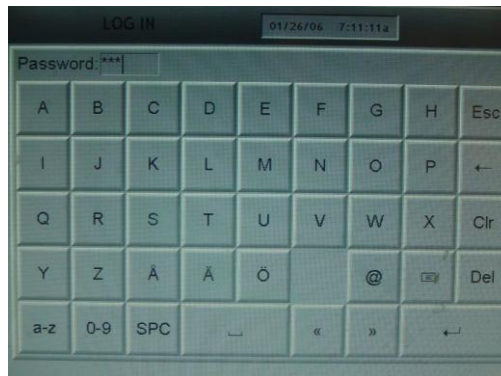 LOG IN 01/26/06 7:11:11a
Password: ***
A B C D E F G H Esc
I J K L M N O P ←
Q R S T U V W X Clr
Y Z Å Ä Ö @ Del
a-z 0-9 SPC ⎵ « » ↵